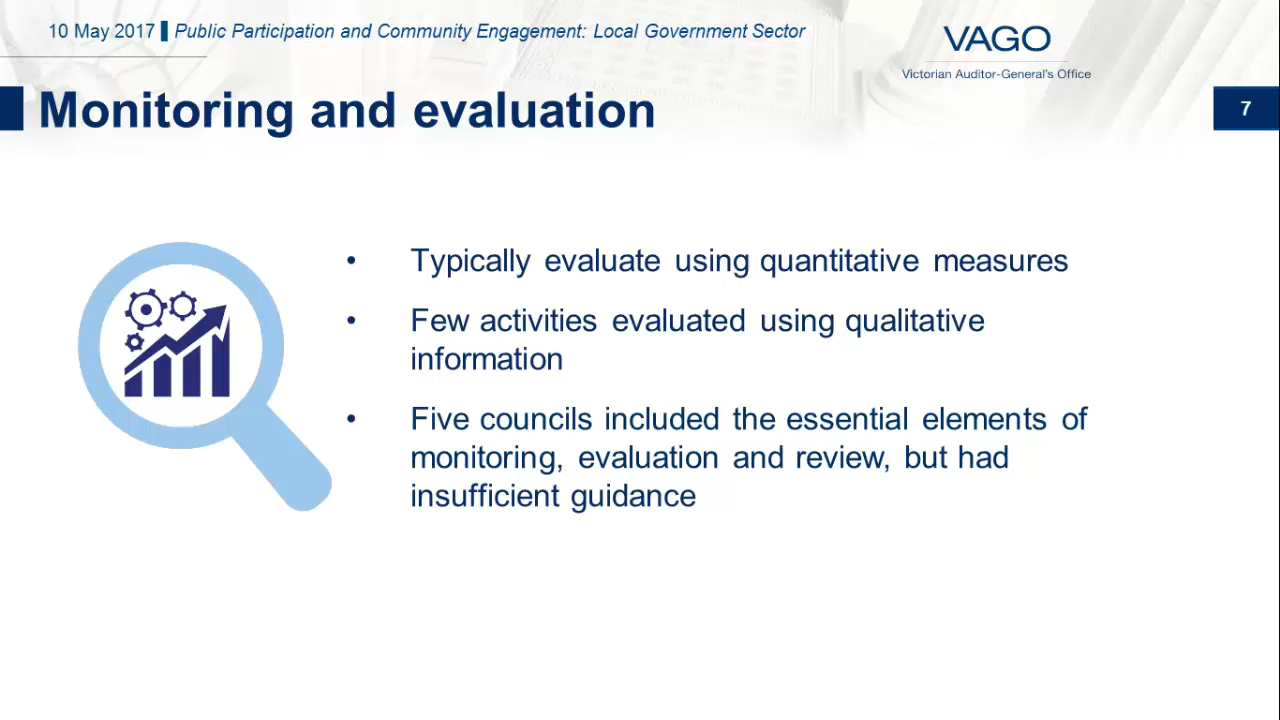 10 May 2017 Public Participation and Community Engagement: Local Government Sector
VAGO
Victorian Auditor-General's Office
Monitoring and evaluation
7
• Typically evaluate using quantitative measures
• Few activities evaluated using qualitative
information
• Five councils included the essential elements of
monitoring, evaluation and review, but had
insufficient guidance